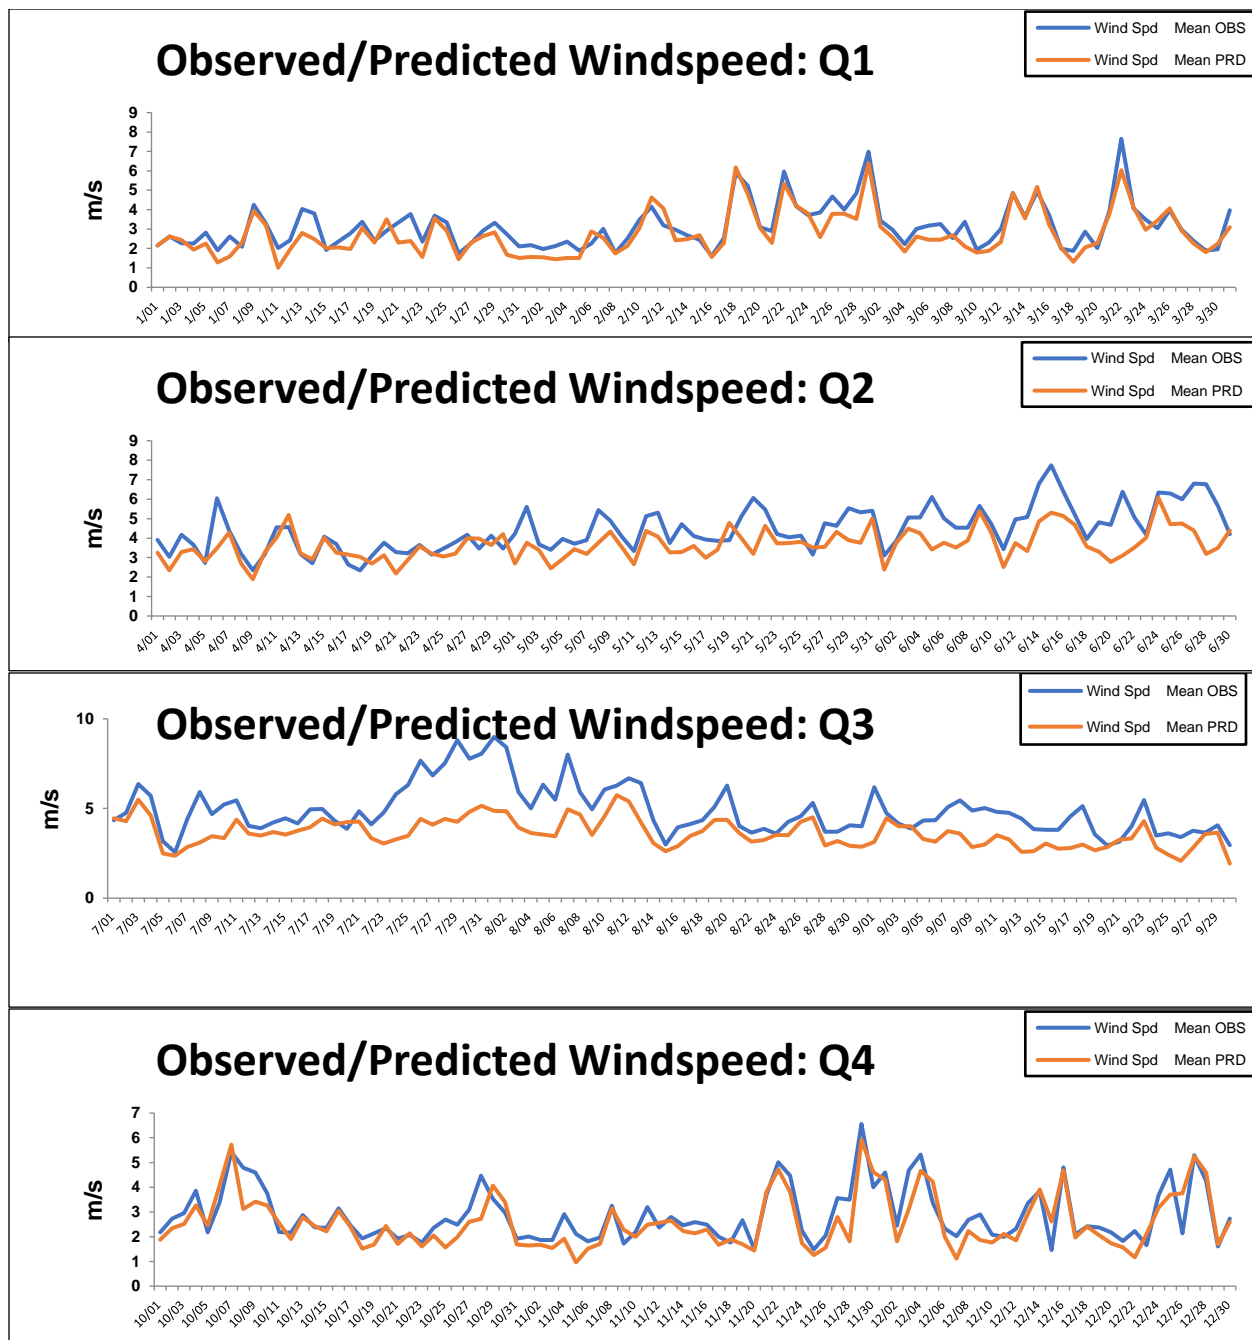 Wind Spd Mean OBS
Wind Spd Mean PRD
Observed/Predicted Windspeed: Q1
m/s
9
8
7
6
5
4
3
2
1
0
1/01 1/03 1/05 1/07 1/09 1/11 1/13 1/15 1/17 1/19 1/21 1/23 1/25 1/27 1/29 1/31 2/02 2/04 2/06 2/08 2/10 2/12 2/14 2/16 2/18 2/20 2/22 2/24 2/26 2/28 3/02 3/04 3/06 3/08 3/10 3/12 3/14 3/16 3/18 3/20 3/22 3/24 3/26 3/28 3/30
Wind Spd Mean OBS
Wind Spd Mean PRD
Observed/Predicted Windspeed: Q2
9
8
7
6
5
4
3
2
1
0
4/01 4/03 4/05 4/07 4/09 4/11 4/13 4/15 4/17 4/19 4/21 4/23 4/25 4/27 4/29 5/01 5/03 5/05 5/07 5/09 5/11 5/13 5/15 5/17 5/19 5/21 5/23 5/25 5/27 5/29 5/31 6/02 6/04 6/06 6/08 6/10 6/12 6/14 6/16 6/18 6/20 6/22 6/24 6/26 6/28 6/30
Wind Spd Mean OBS
Wind Spd Mean PRD
Observed/Predicted Windspeed: Q3
m/s
10
5
0
7/01 7/03 7/05 7/07 7/09 7/11 7/13 7/15 7/17 7/19 7/21 7/23 7/25 7/27 7/29 7/31 8/02 8/04 8/06 8/08 8/10 8/12 8/14 8/16 8/18 8/20 8/22 8/24 8/26 8/28 8/30 9/01 9/03 9/05 9/07 9/09 9/11 9/13 9/15 9/17 9/19 9/21 9/23 9/25 9/27 9/29
Wind Spd Mean OBS
Wind Spd Mean PRD
Observed/Predicted Windspeed: Q4
m/s
7
6
5
4
3
2
1
0
10/01 10/03 10/05 10/07 10/09 10/11 10/13 10/15 10/17 10/19 10/21 10/23 10/25 10/27 10/29 10/31 11/02 11/04 11/06 11/08 11/10 11/12 11/14 11/16 11/18 11/20 11/22 11/24 11/26 11/28 11/30 12/02 12/04 12/06 12/08 12/10 12/12 12/14 12/16 12/18 12/20 12/22 12/24 12/26 12/28 12/30